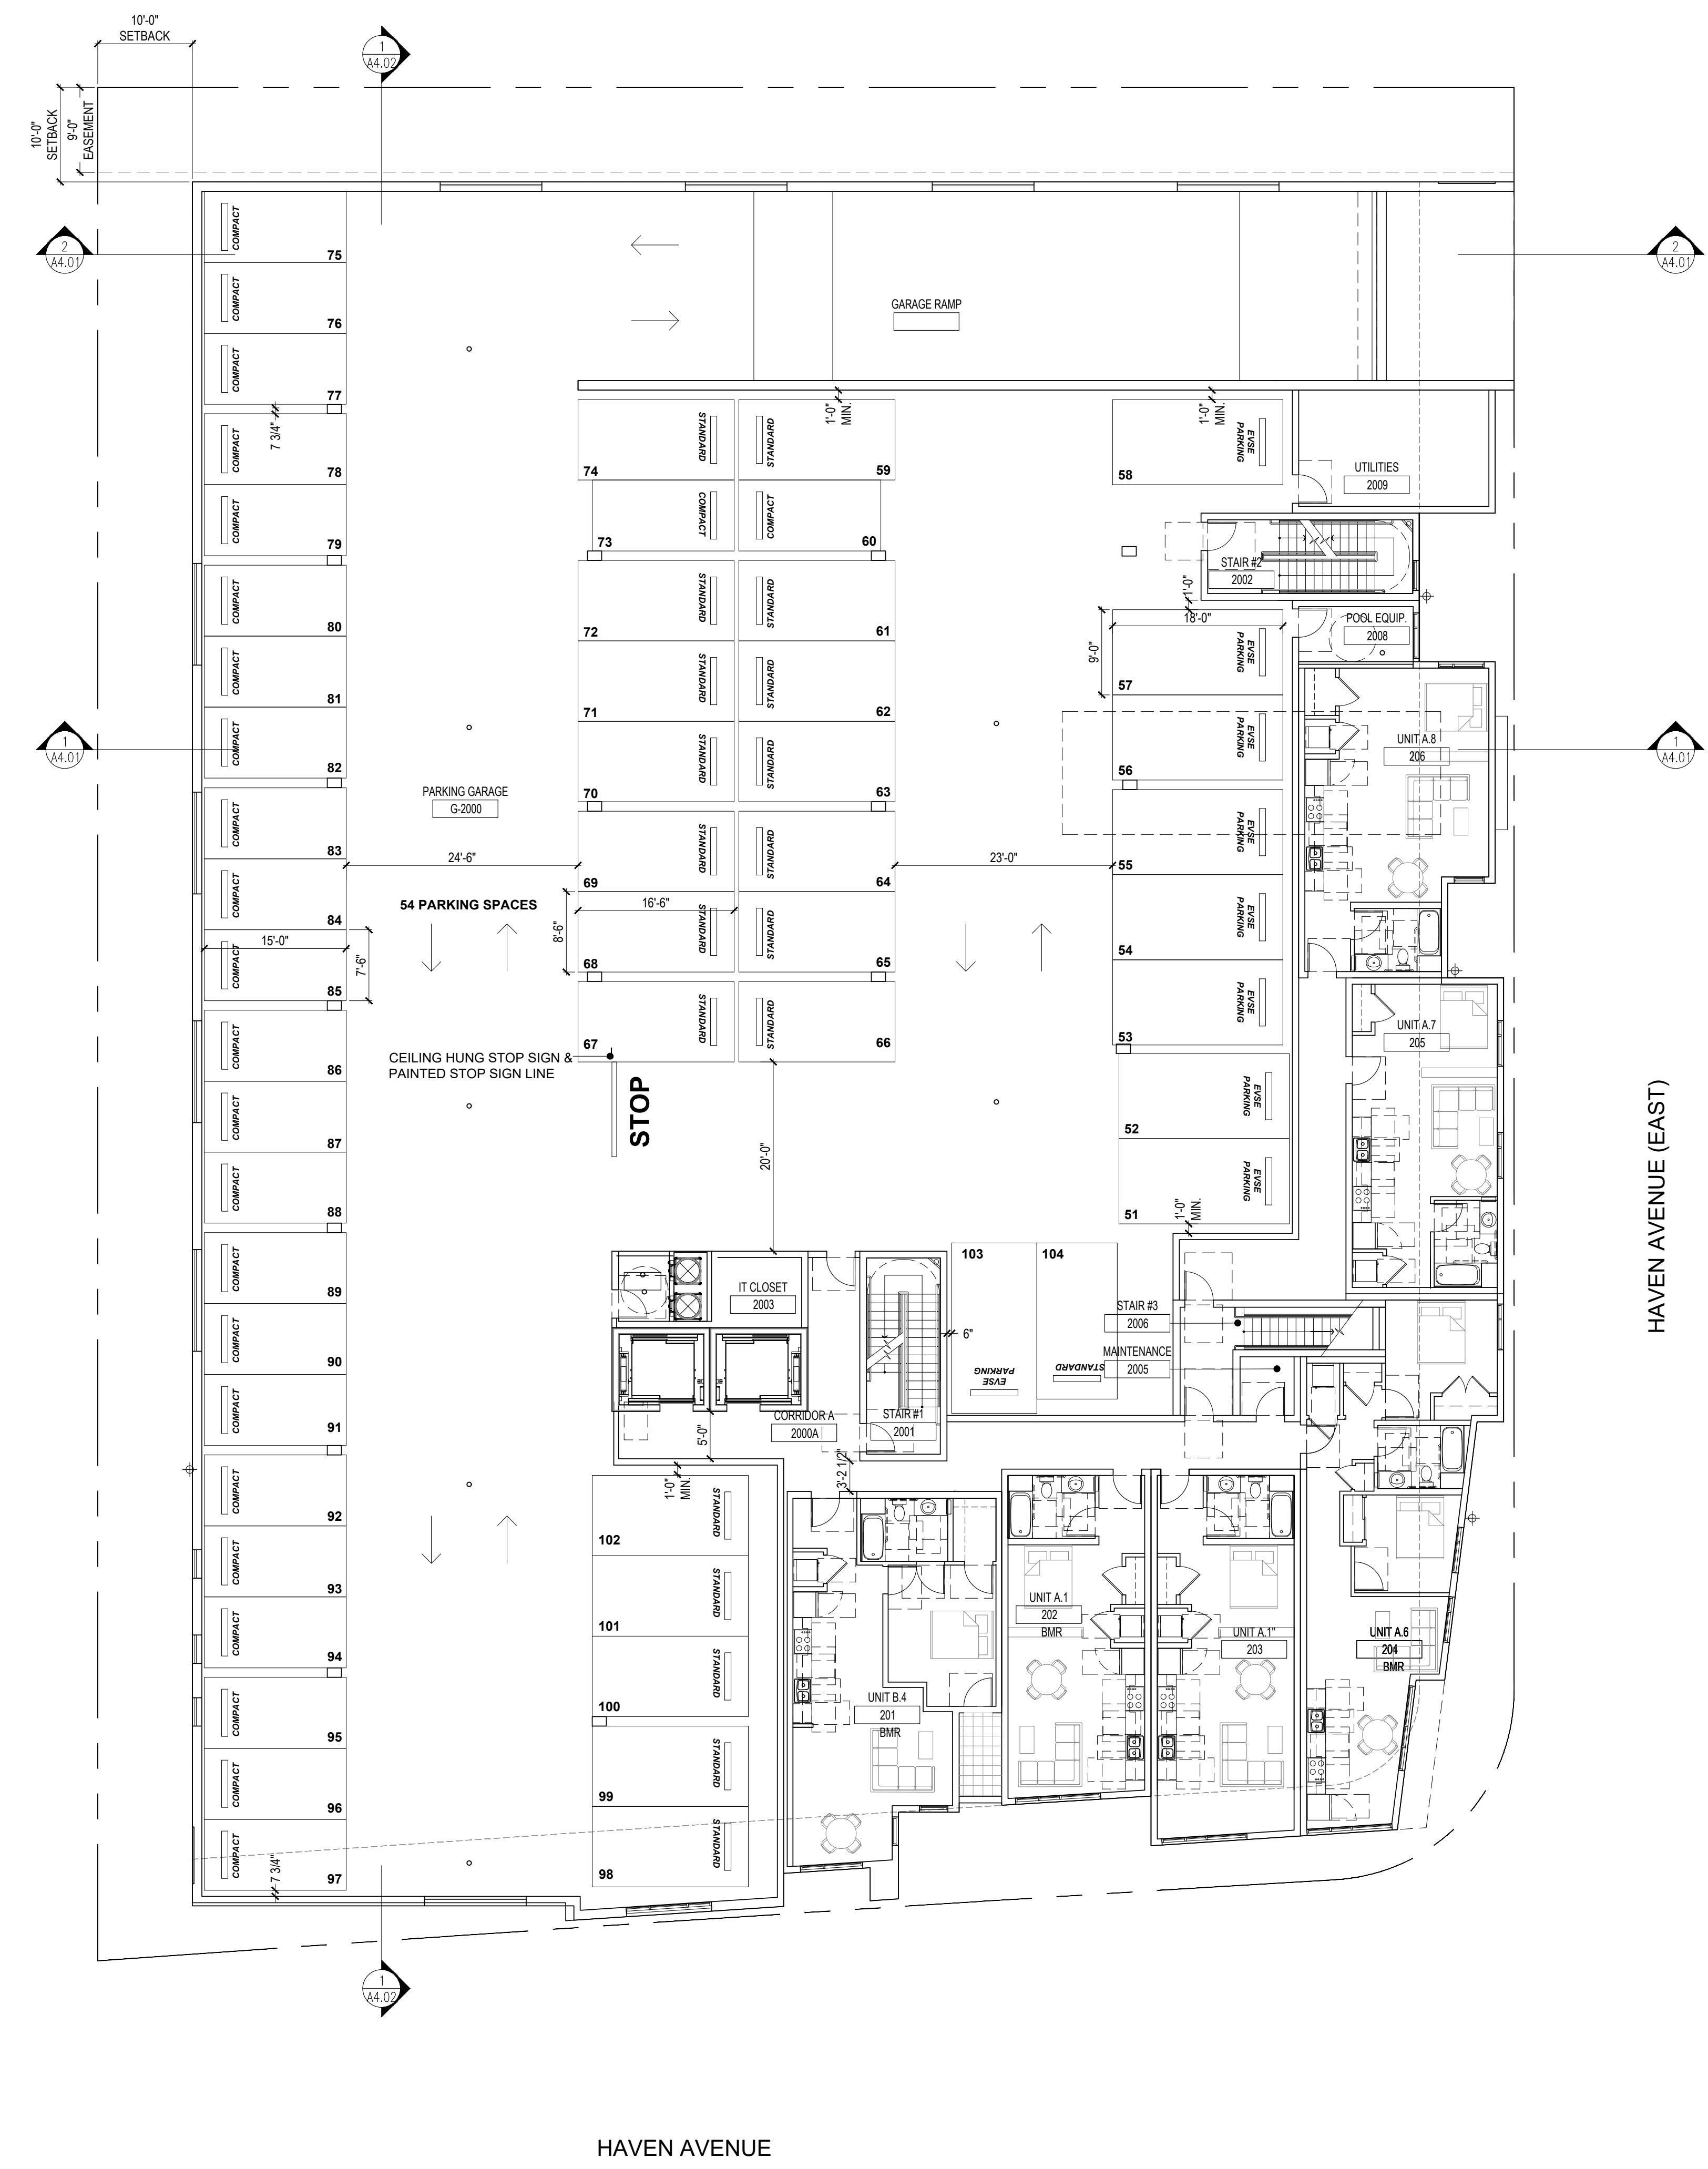 10'-0"
SETBACK
1
A4.02
10'-0"
SETBACK
9'-0"
EASEMENT
2
A4.01
2
A4.01
1
A4.01
1
A4.01
GARAGE RAMP
COMPACT
75
COMPACT
76
COMPACT
77
7 3/4"
COMPACT
78
COMPACT
79
COMPACT
80
COMPACT
81
COMPACT
82
COMPACT
83
COMPACT
84
15'-0"
7'-6"
COMPACT
85
COMPACT
86
COMPACT
87
COMPACT
88
COMPACT
89
COMPACT
90
COMPACT
91
COMPACT
92
COMPACT
93
COMPACT
94
COMPACT
95
COMPACT
96
COMPACT
97
7 3/4"
PARKING GARAGE
G-2000
24'-6"
54 PARKING SPACES
STANDARD
74
COMPACT
73
STANDARD
72
STANDARD
71
STANDARD
70
STANDARD
69
16'-6"
8'-6"
STANDARD
68
STANDARD
67
1'-0"
MIN.
STANDARD
59
COMPACT
60
STANDARD
61
STANDARD
62
STANDARD
63
STANDARD
64
STANDARD
65
STANDARD
66
23'-0"
CEILING HUNG STOP SIGN &
PAINTED STOP SIGN LINE
STOP
20'-0"
1'-0"
MIN.
EVSE
PARKING
58
UTILITIES
2009
STAIR #2
2002
1'-0"
18'-0"
9'-0"
POOL EQUIP.
2008
EVSE
PARKING
57
EVSE
PARKING
56
EVSE
PARKING
55
EVSE
PARKING
54
EVSE
PARKING
53
EVSE
PARKING
52
EVSE
PARKING
51
1'-0"
MIN.
UNIT A.8
206
UNIT A.7
205
HAVEN AVENUE (EAST)
103
104
EVSE
PARKING
STANDARD
6"
IT CLOSET
2003
STAIR #3
2006
MAINTENANCE
2005
CORRIDOR A
2000A
STAIR #1
2001
5'-0"
3'-2 1/2"
1'-0"
MIN.
STANDARD
102
STANDARD
101
STANDARD
100
STANDARD
99
STANDARD
98
UNIT B.4
201
BMR
UNIT A.1
202
BMR
UNIT A.1"
203
UNIT A.6
204
BMR
1
A4.02
HAVEN AVENUE